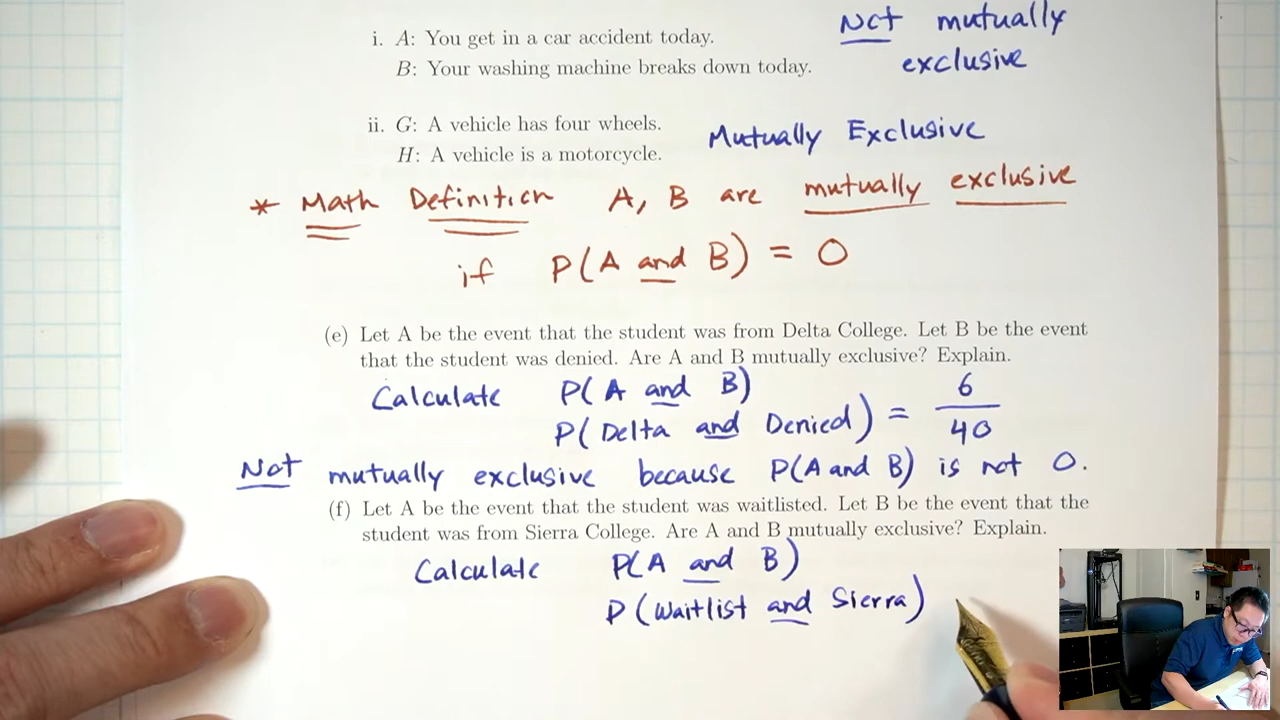 i. A: You get in a car accident today.
B: Your washing machine breaks down today.
Not mutually
exclusive
ii. G: A vehicle has four wheels.
H: A vehicle is a motorcycle.
Mutually Exclusive
* Math Definition A, B are mutually exclusive
if P(A and B) = 0
(e) Let A be the event that the student was from Delta College. Let B be the event
that the student was denied. Are A and B mutually exclusive? Explain.
Calculate P(A and B)
P(Delta and Denied) = 6/40
Not mutually exclusive because P(A and B) is not 0.
(f) Let A be the event that the student was waitlisted. Let B be the event that the
student was from Sierra College. Are A and B mutually exclusive? Explain.
Calculate P(A and B)
P(Waitlist and Sierra)